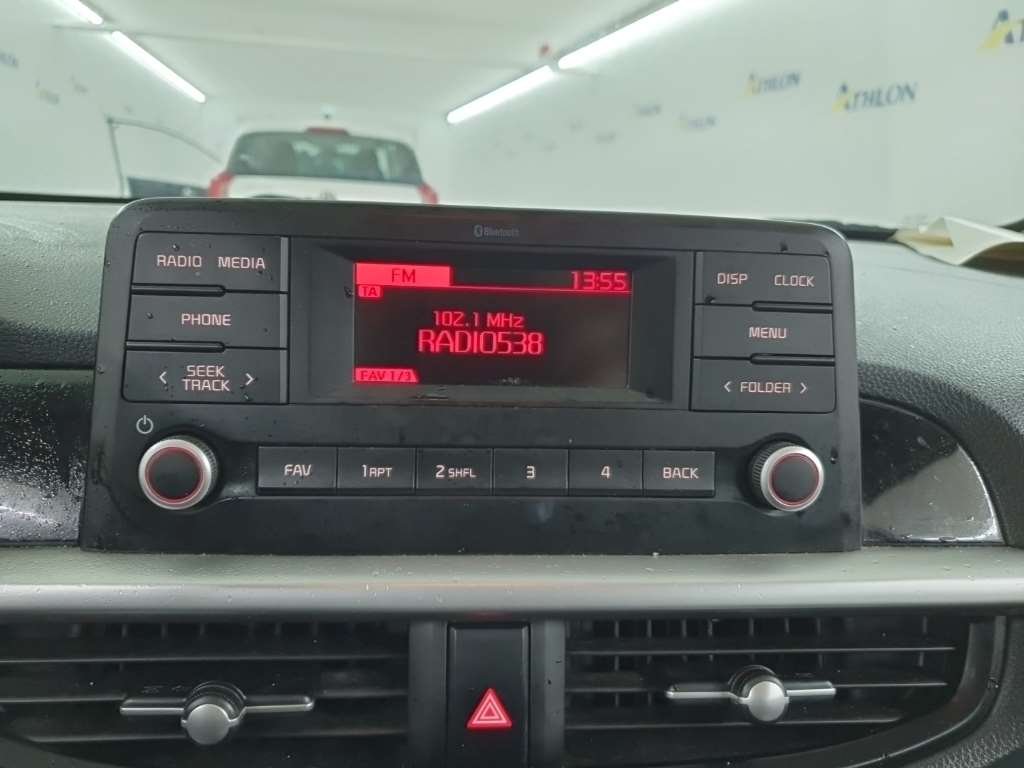 ATHLON
ATHLON
Bluetooth
RADIO MEDIA
PHONE
< SEEK TRACK >
FM 13:55
TA
102.1 MHz
RADIO538
FAV 1/3
DISP CLOCK
MENU
< FOLDER >
FAV 1 RPT 2 SHFL 3 4 BACK